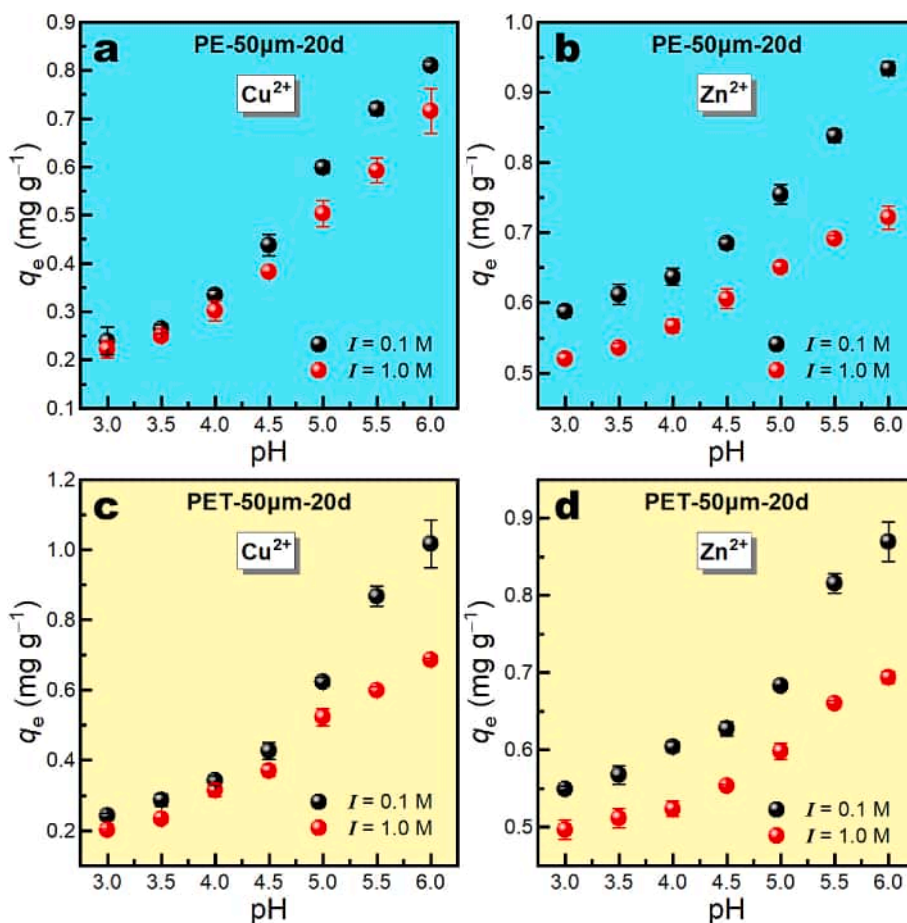 a
PE-50μm-20d
Cu²⁺
qe (mg g⁻¹)
0.9
0.8
0.7
0.6
0.5
0.4
0.3
0.2
0.1
I = 0.1 M
I = 1.0 M
3.0 3.5 4.0 4.5 5.0 5.5 6.0
pH
b
PE-50μm-20d
Zn²⁺
qe (mg g⁻¹)
1.0
0.9
0.8
0.7
0.6
0.5
I = 0.1 M
I = 1.0 M
3.0 3.5 4.0 4.5 5.0 5.5 6.0
pH
c
PET-50μm-20d
Cu²⁺
qe (mg g⁻¹)
1.2
1.0
0.8
0.6
0.4
0.2
I = 0.1 M
I = 1.0 M
3.0 3.5 4.0 4.5 5.0 5.5 6.0
pH
d
PET-50μm-20d
Zn²⁺
qe (mg g⁻¹)
0.9
0.8
0.7
0.6
0.5
I = 0.1 M
I = 1.0 M
3.0 3.5 4.0 4.5 5.0 5.5 6.0
pH